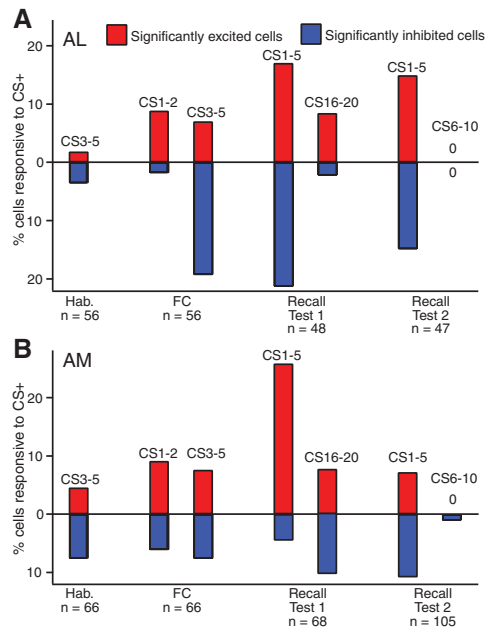 A
AL
Significantly excited cells
Significantly inhibited cells
% cells responsive to CS+
20
10
0
10
20
CS3-5
CS1-2
CS3-5
CS1-5
CS16-20
CS1-5
CS6-10
0
0
Hab.
n = 56
FC
n = 56
Recall
Test 1
n = 48
Recall
Test 2
n = 47
B
AM
% cells responsive to CS+
20
10
0
10
CS3-5
CS1-2
CS3-5
CS1-5
CS16-20
CS1-5
CS6-10
0
Hab.
n = 66
FC
n = 66
Recall
Test 1
n = 68
Recall
Test 2
n = 105